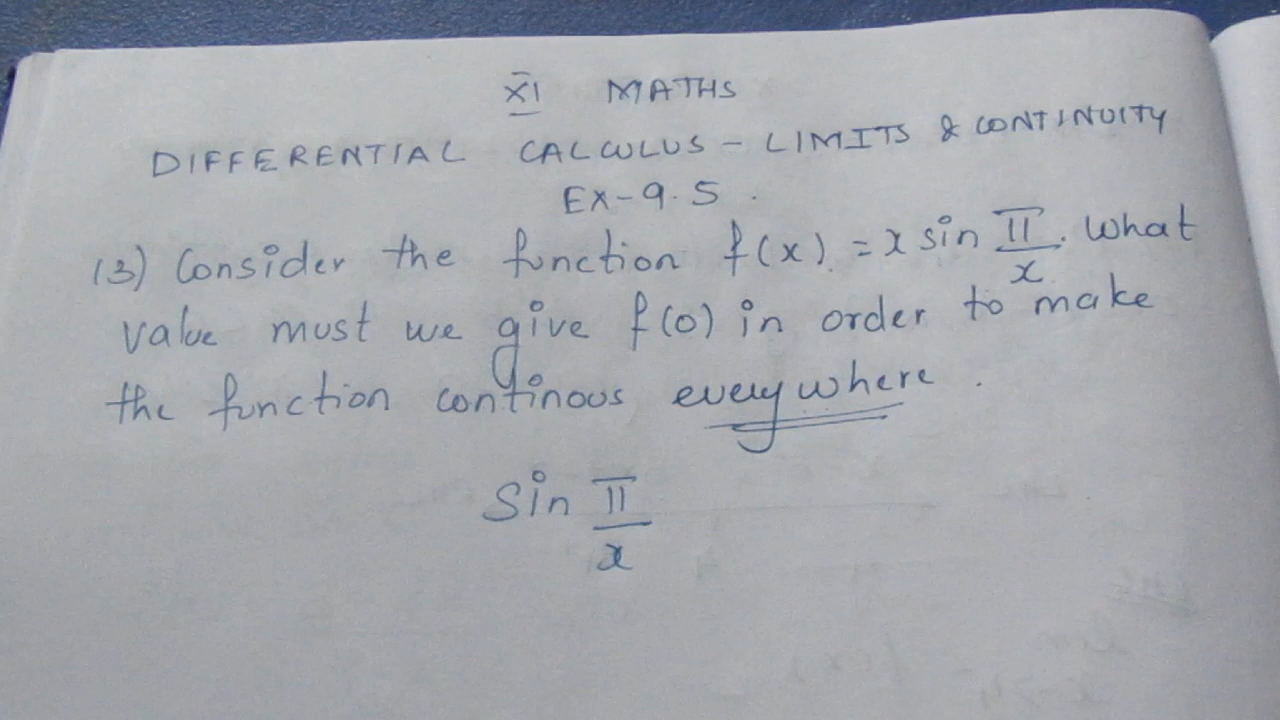 XI MATHS
DIFFERENTIAL CALCULUS - LIMITS & CONTINUITY
EX-9.5.
13) Consider the function f(x) = x sin π/x. What
value must we give f(0) in order to make
the function continous everywhere.
Sin π/x